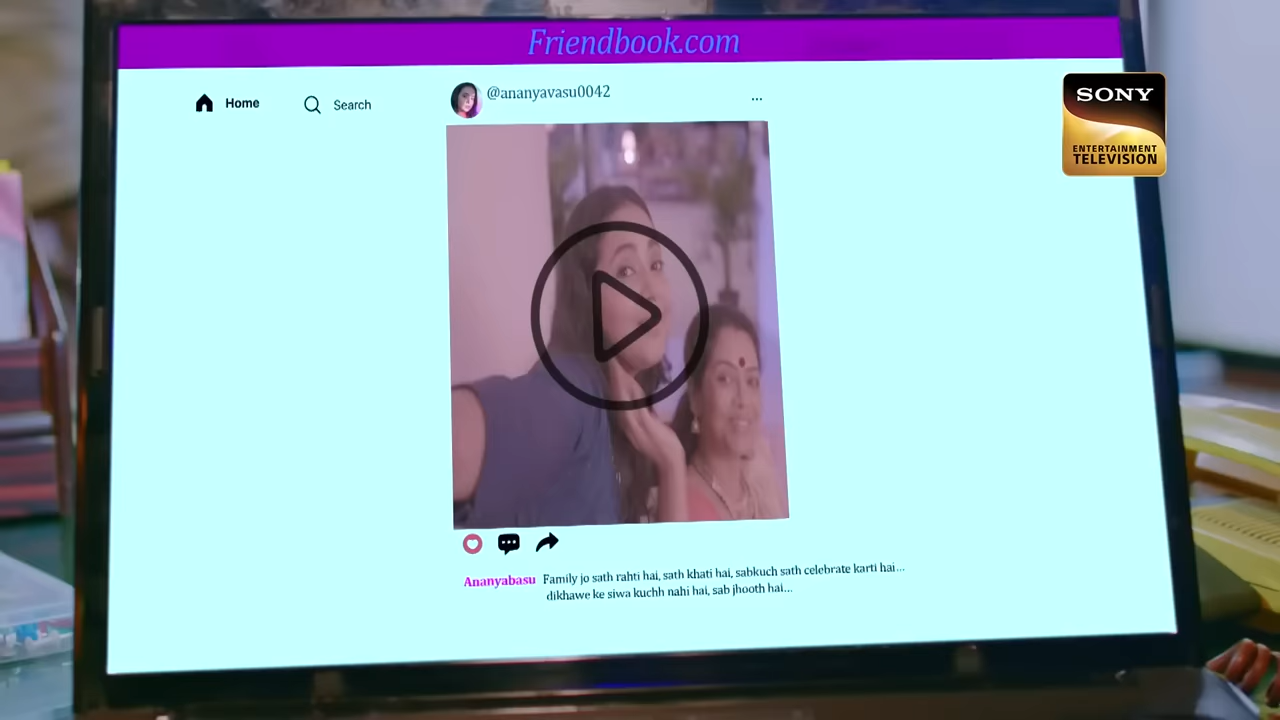 Friendbook.com
Home
Search
@ananyavasu0042
...
SONY
ENTERTAINMENT
TELEVISION
Ananyabasu Family jo sath rahti hai, sath khati hai, sabkuch sath celebrate karti hai...
dikhawe ke siwa kuchh nahi hai, sab jhooth hai...